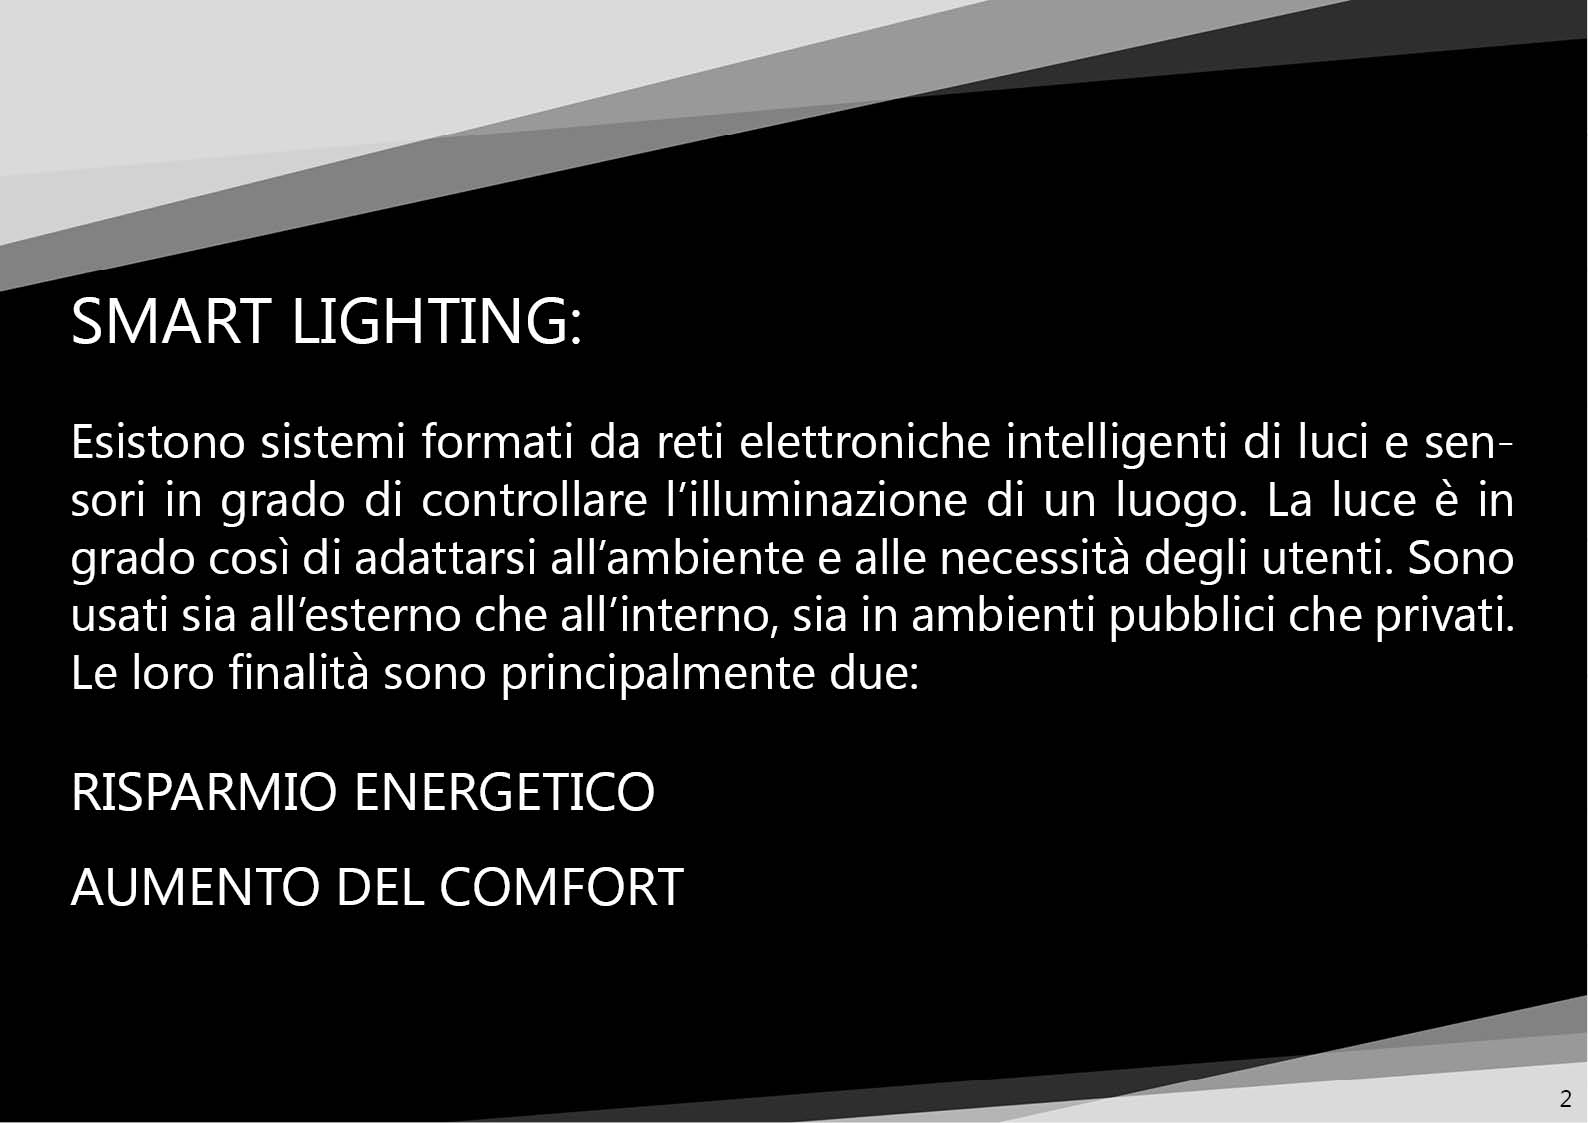 SMART LIGHTING:
Esistono sistemi formati da reti elettroniche intelligenti di luci e sen-
sori in grado di controllare l’illuminazione di un luogo. La luce è in
grado così di adattarsi all’ambiente e alle necessità degli utenti. Sono
usati sia all’esterno che all’interno, sia in ambienti pubblici che privati.
Le loro finalità sono principalmente due:
RISPARMIO ENERGETICO
AUMENTO DEL COMFORT
2